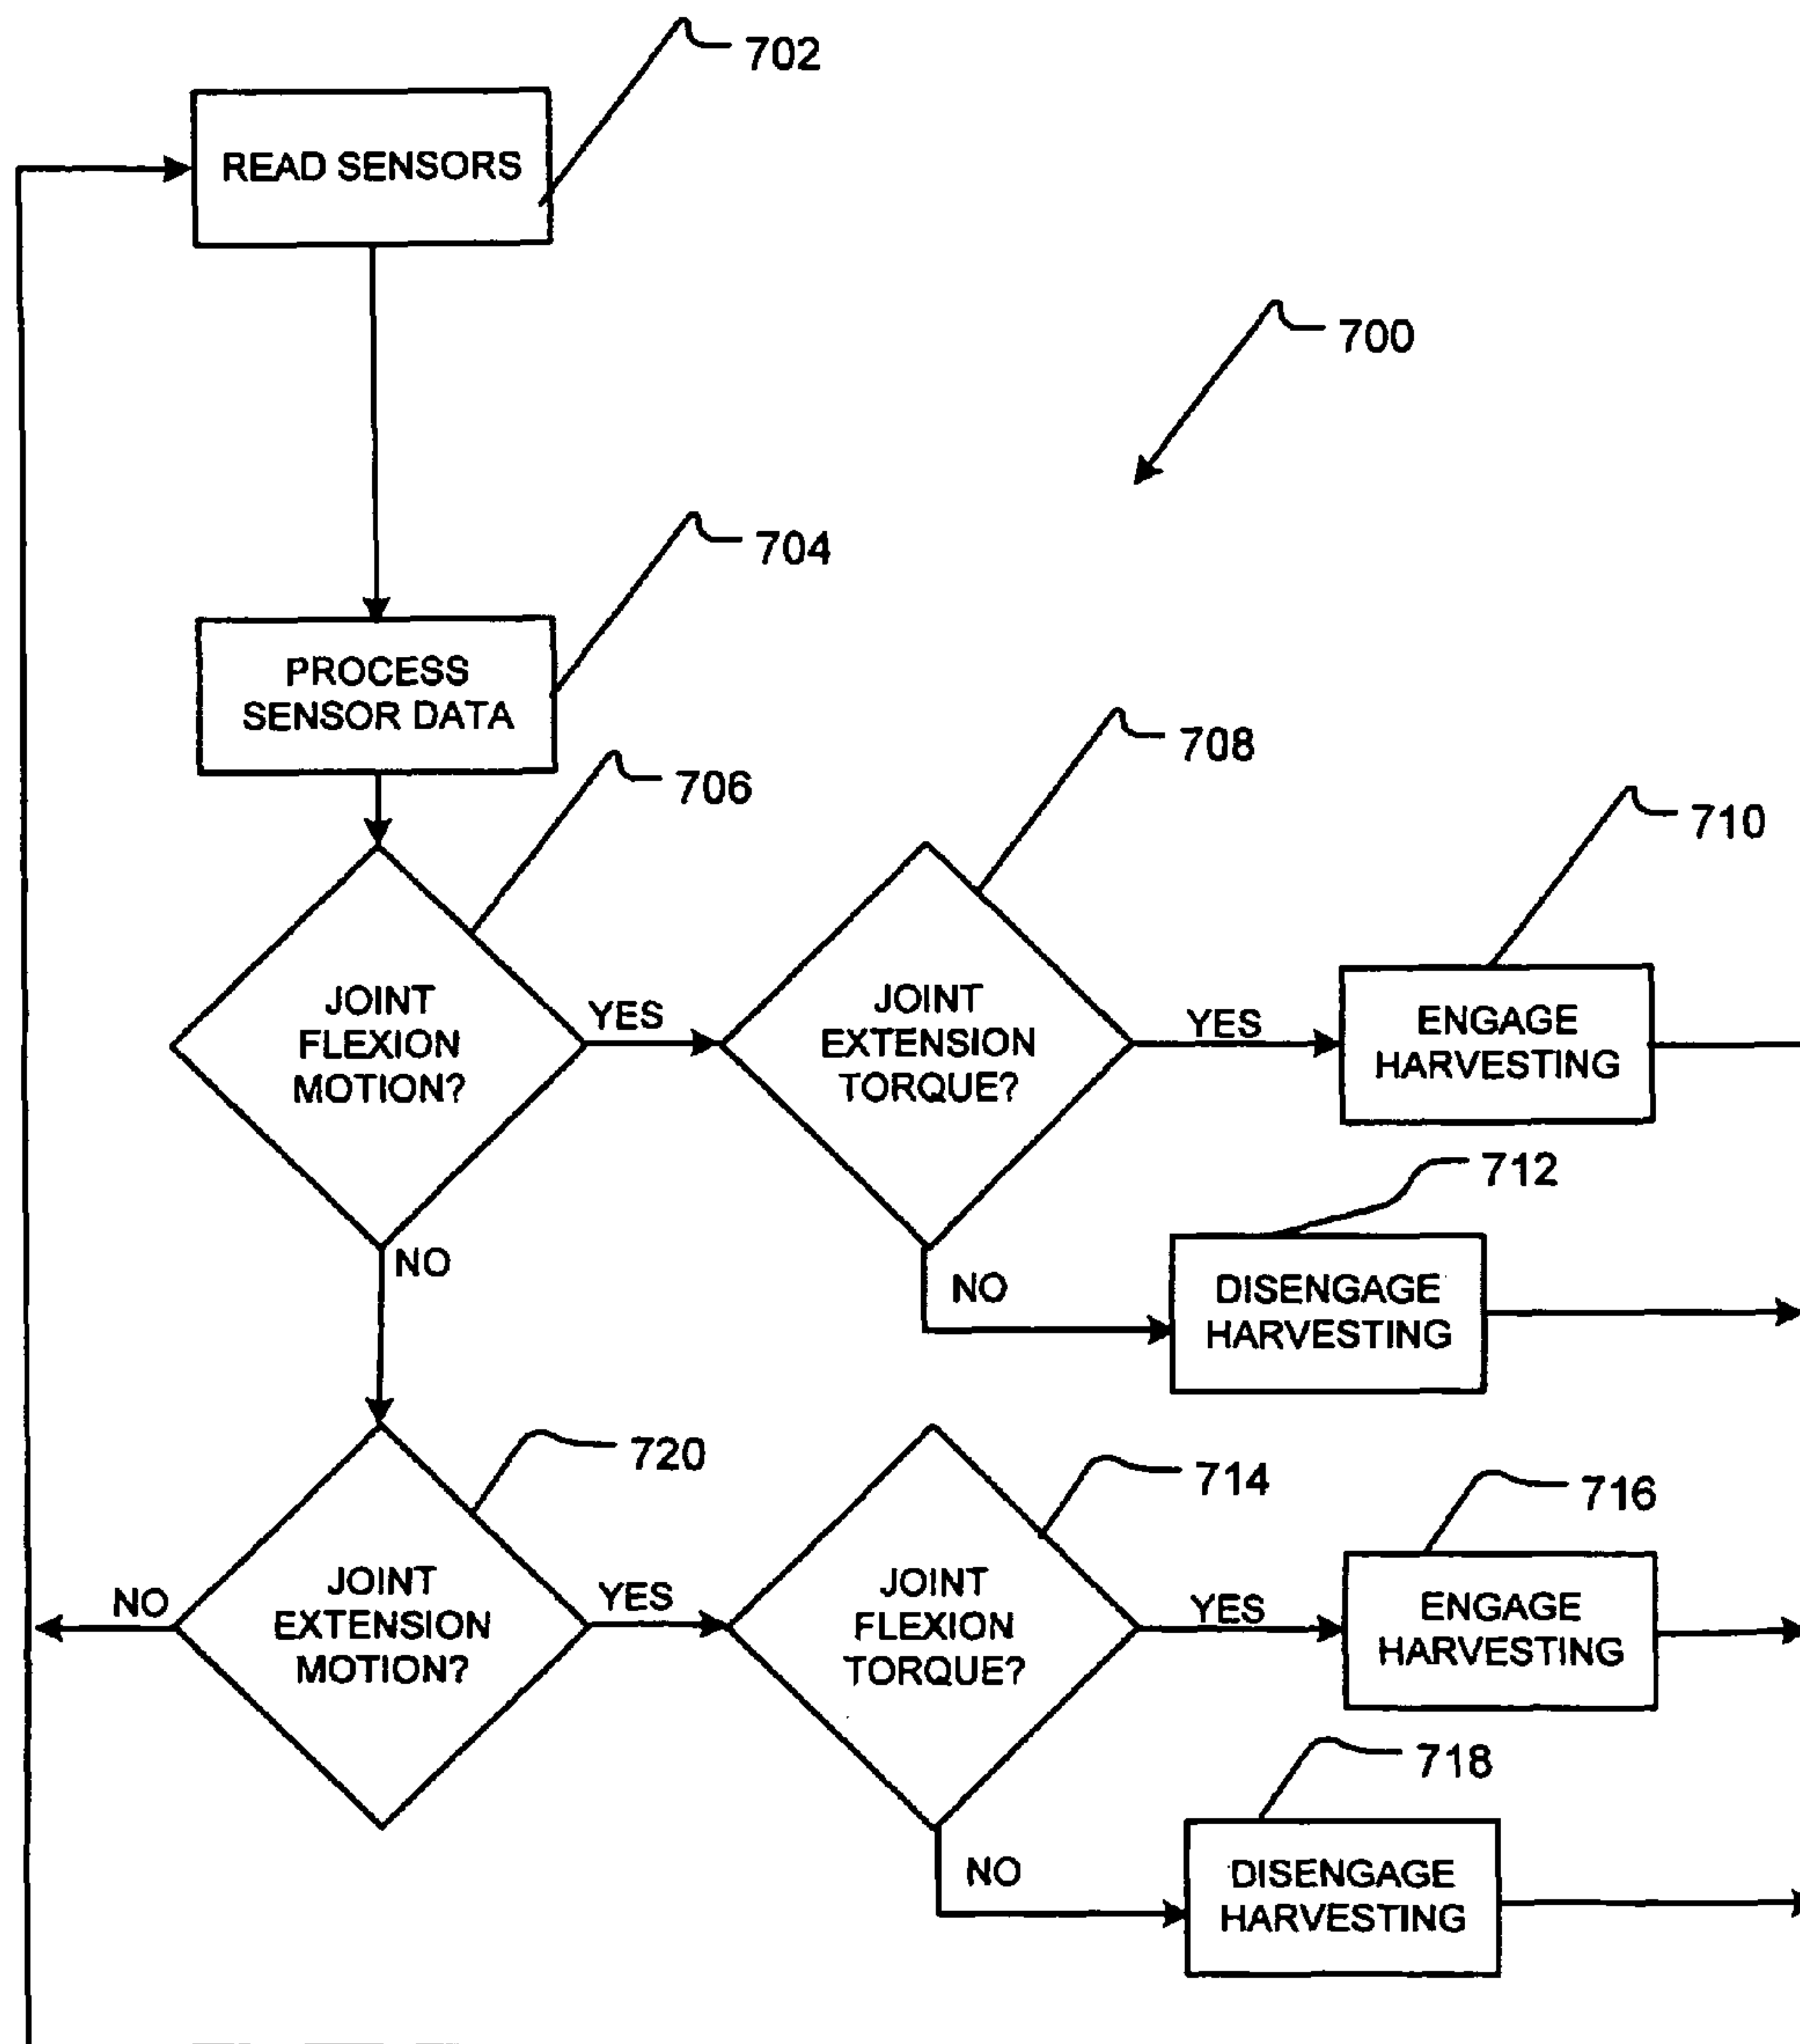 702
READ SENSORS
700
704
PROCESS
SENSOR DATA
706
708
710
JOINT
FLEXION
MOTION?
YES
JOINT
EXTENSION
TORQUE?
YES
ENGAGE
HARVESTING
712
NO
NO
DISENGAGE
HARVESTING
720
714
716
NO
JOINT
EXTENSION
MOTION?
YES
JOINT
FLEXION
TORQUE?
YES
ENGAGE
HARVESTING
718
NO
DISENGAGE
HARVESTING